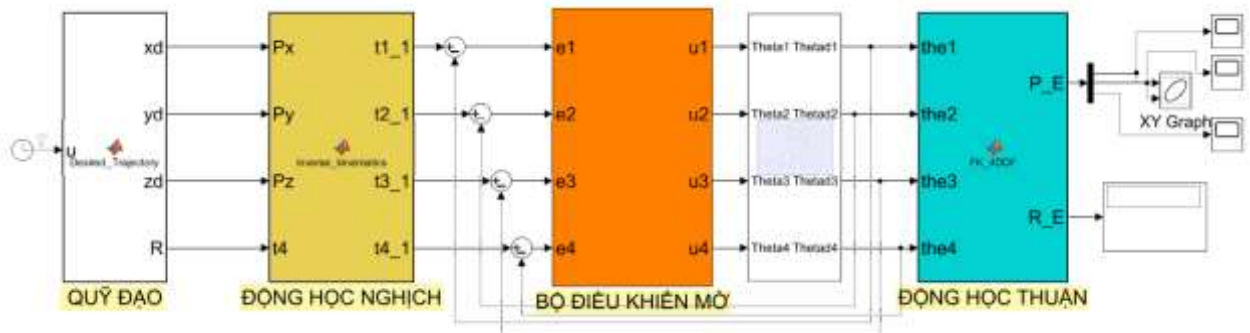 xd
yd
zd
R
u
Desired_Trajectory
QUỸ ĐẠO
Px
Py
Pz
t4
t1_1
t2_1
t3_1
t4_1
ĐỘNG HỌC NGHỊCH
e1
e2
e3
e4
u1
u2
u3
u4
BỘ ĐIỀU KHIỂN MỜ
Theta1 Thetad1
Theta2 Thetad2
Theta3 Thetad3
Theta4 Thetad4
the1
the2
the3
the4
FK_4DOF
P_E
R_E
ĐỘNG HỌC THUẬN
XY Graph